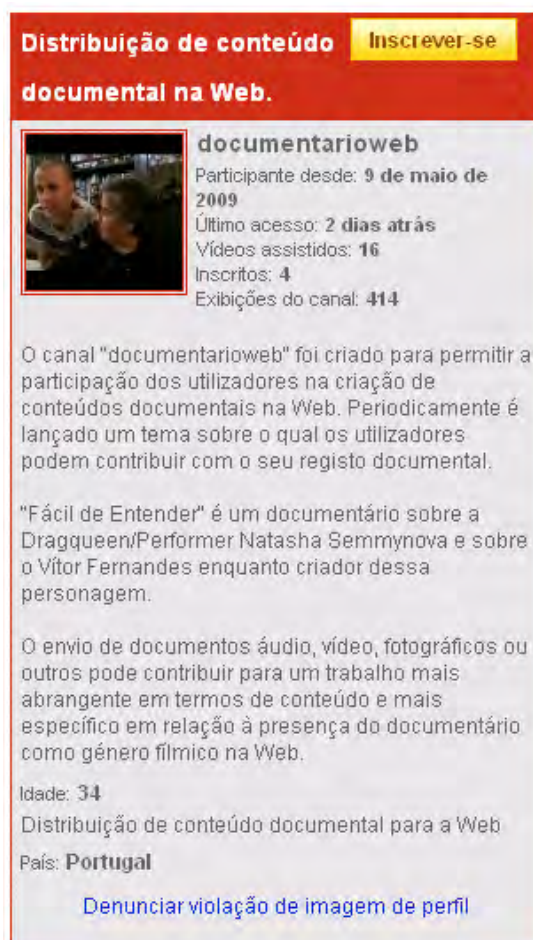 Distribuição de conteúdo
Inscrever-se
documental na Web.
documentarioweb
Participante desde: 9 de maio de
2009
Último acesso: 2 dias atrás
Vídeos assistidos: 16
Inscritos: 4
Exibições do canal: 414
O canal "documentarioweb" foi criado para permitir a
participação dos utilizadores na criação de
conteúdos documentais na Web. Periodicamente é
lançado um tema sobre o qual os utilizadores
podem contribuir com o seu registo documental.
"Fácil de Entender" é um documentário sobre a
Dragqueen/Performer Natasha Semmynova e sobre
o Vítor Fernandes enquanto criador dessa
personagem.
O envio de documentos áudio, vídeo, fotográficos ou
outros pode contribuir para um trabalho mais
abrangente em termos de conteúdo e mais
específico em relação à presença do documentário
como género fílmico na Web.
Idade: 34
Distribuição de conteúdo documental para a Web
País: Portugal
Denunciar violação de imagem de perfil